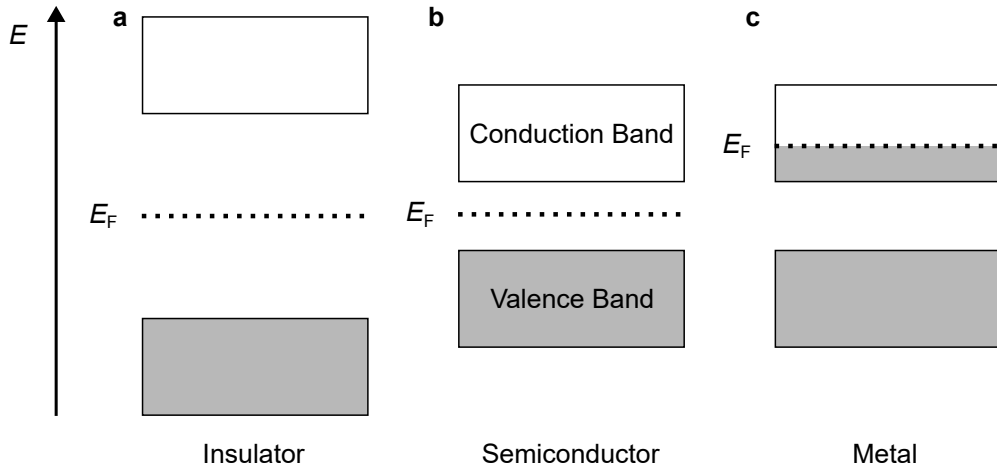 E
a
b
c
Conduction Band
E_F
E_F
E_F
Valence Band
Insulator
Semiconductor
Metal